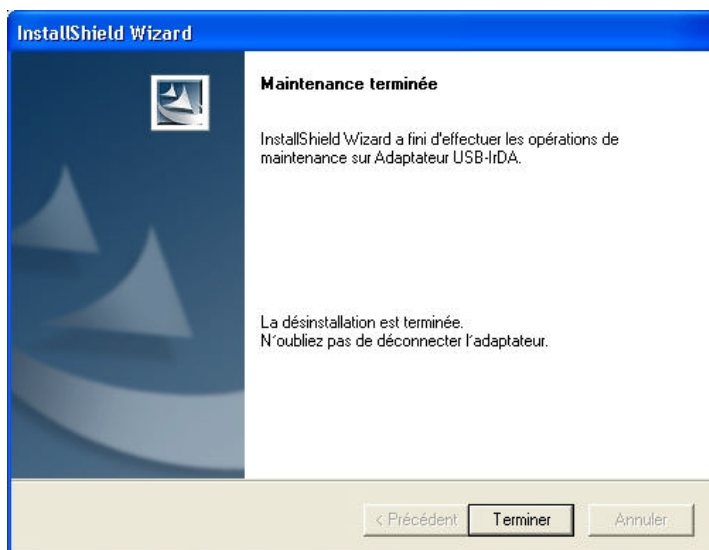 InstallShield Wizard
Maintenance terminée
InstallShield Wizard a fini d'effectuer les opérations de
maintenance sur Adaptateur USB-IrDA.
La désinstallation est terminée.
N´oubliez pas de déconnecter l´adaptateur.
< Précédent
Terminer
Annuler